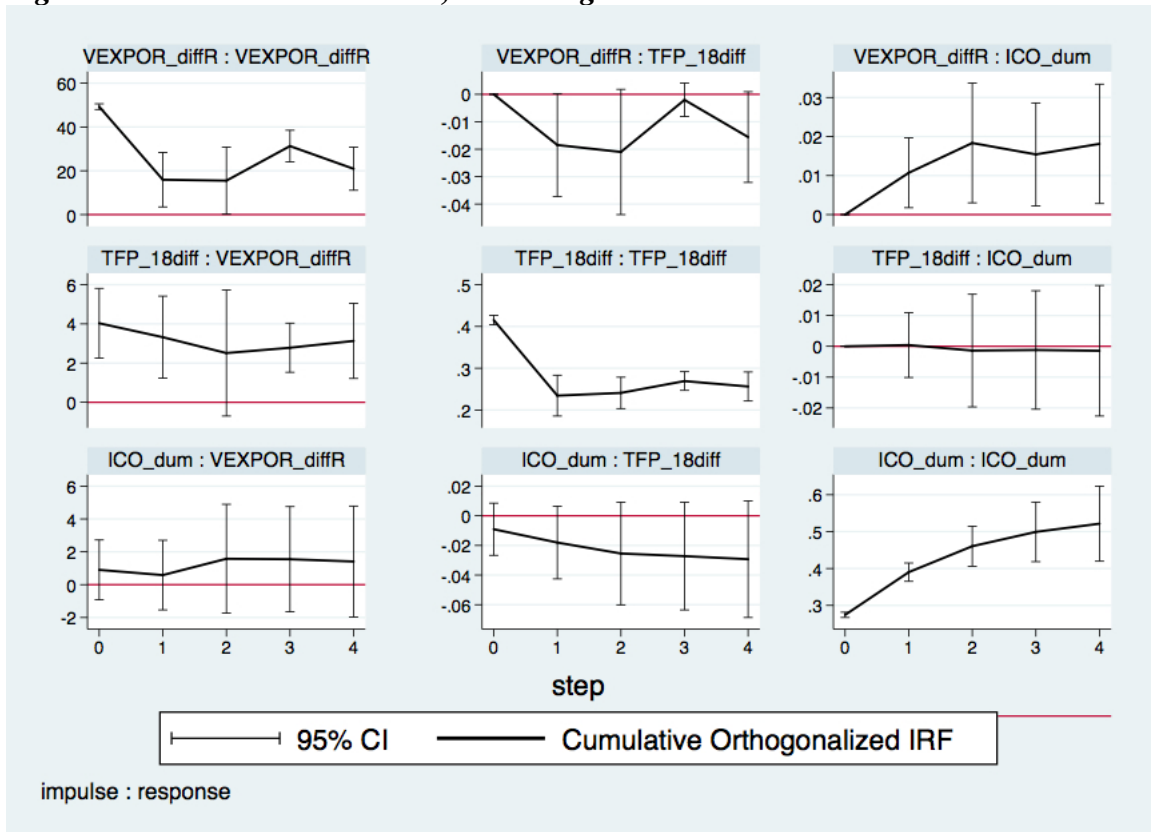 VEXPOR_diffR : VEXPOR_diffR
VEXPOR_diffR : TFP_18diff
VEXPOR_diffR : ICO_dum
60
40
20
0
0
-.01
-.02
-.03
-.04
.03
.02
.01
0
TFP_18diff : VEXPOR_diffR
TFP_18diff : TFP_18diff
TFP_18diff : ICO_dum
6
4
2
0
.5
.4
.3
.2
.02
.01
0
-.01
-.02
ICO_dum : VEXPOR_diffR
ICO_dum : TFP_18diff
ICO_dum : ICO_dum
6
4
2
0
-2
.02
0
-.02
-.04
-.06
.6
.5
.4
.3
0 1 2 3 4
0 1 2 3 4
0 1 2 3 4
step
95% CI
Cumulative Orthogonalized IRF
impulse : response